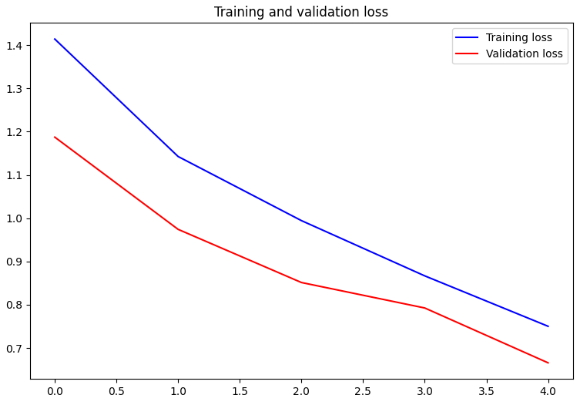 Training and validation loss
Training loss
Validation loss
1.4
1.3
1.2
1.1
1.0
0.9
0.8
0.7
0.0 0.5 1.0 1.5 2.0 2.5 3.0 3.5 4.0